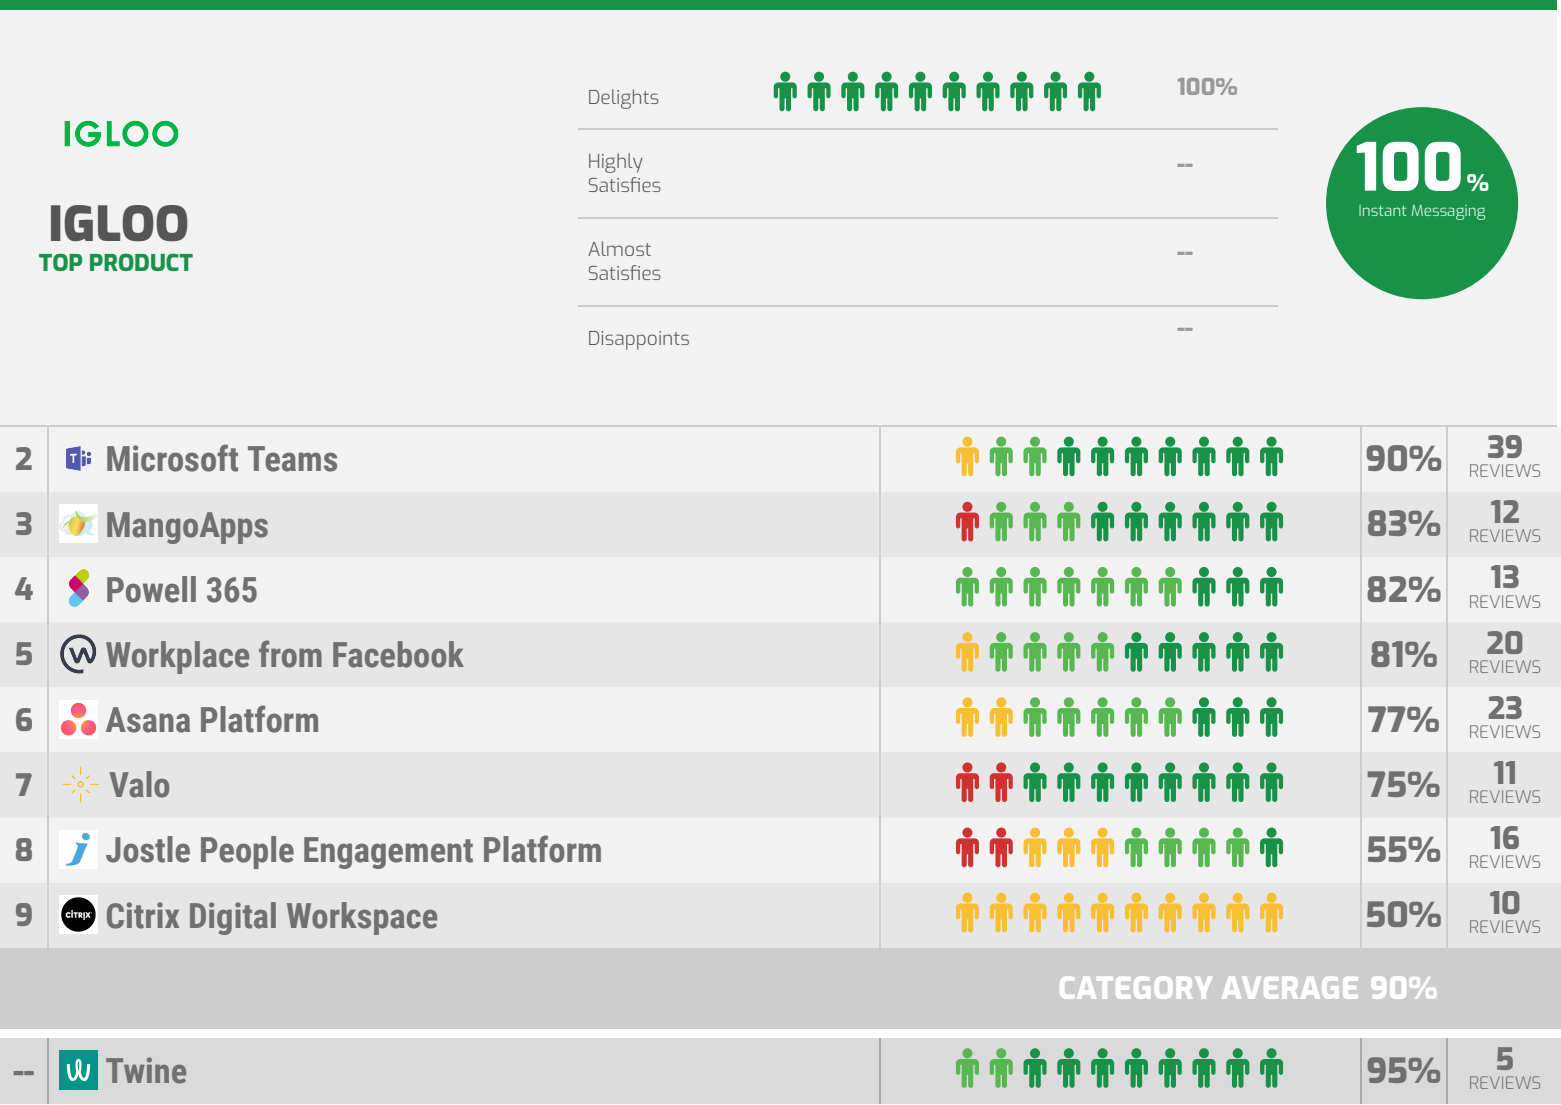 IGLOO
IGLOO
TOP PRODUCT
Delights 100%
Highly
Satisfies --
Almost
Satisfies --
Disappoints --
100%
Instant Messaging
2 Microsoft Teams 90% 39 REVIEWS
3 MangoApps 83% 12 REVIEWS
4 Powell 365 82% 13 REVIEWS
5 Workplace from Facebook 81% 20 REVIEWS
6 Asana Platform 77% 23 REVIEWS
7 Valo 75% 11 REVIEWS
8 j Jostle People Engagement Platform 55% 16 REVIEWS
9 CITRIX Citrix Digital Workspace 50% 10 REVIEWS
CATEGORY AVERAGE 90%
-- Twine 95% 5 REVIEWS